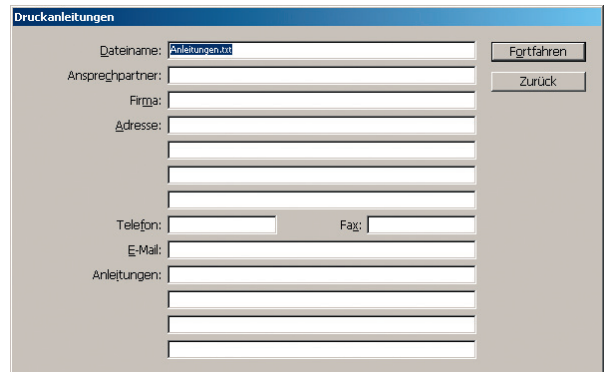 Druckanleitungen
Dateiname: Anleitungen.txt Fortfahren
Ansprechpartner: Zurück
Firma:
Adresse:
Telefon: Fax:
E-Mail:
Anleitungen: